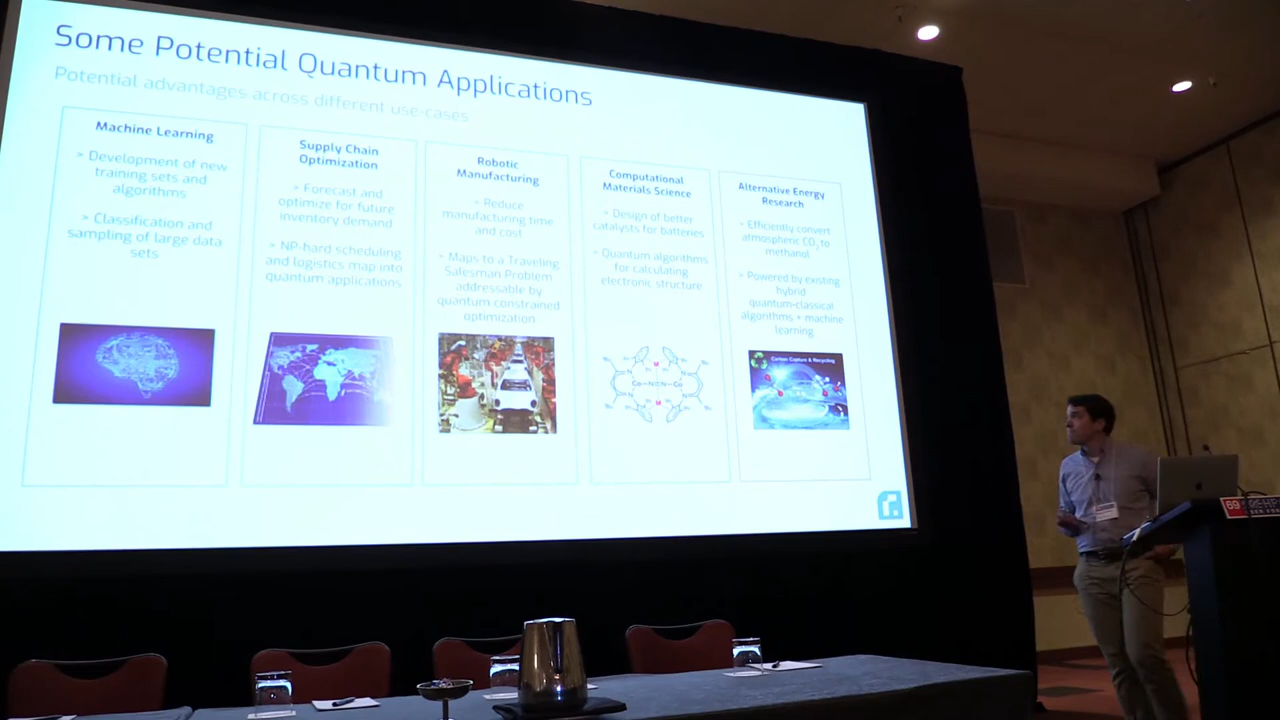 Some Potential Quantum Applications
Potential advantages across different use-cases
Machine Learning
> Development of new
training sets and
algorithms
> Classification and
sampling of large data
sets
Supply Chain
Optimization
> Forecast and
optimize for future
inventory demand
> NP-hard scheduling
and logistics map into
quantum applications
Robotic
Manufacturing
> Reduce
manufacturing time
and cost
> Maps to a Traveling
Salesman Problem
addressable by
quantum constrained
optimization
Computational
Materials Science
> Design of better
catalysts for batteries
> Quantum algorithms
for calculating
electronic structure
Co—N≡N—Co
Alternative Energy
Research
> Efficiently convert
atmospheric CO₂ to
methanol
> Powered by existing
hybrid
quantum-classical
algorithms + machine
learning
Carbon Capture & Recycling
69